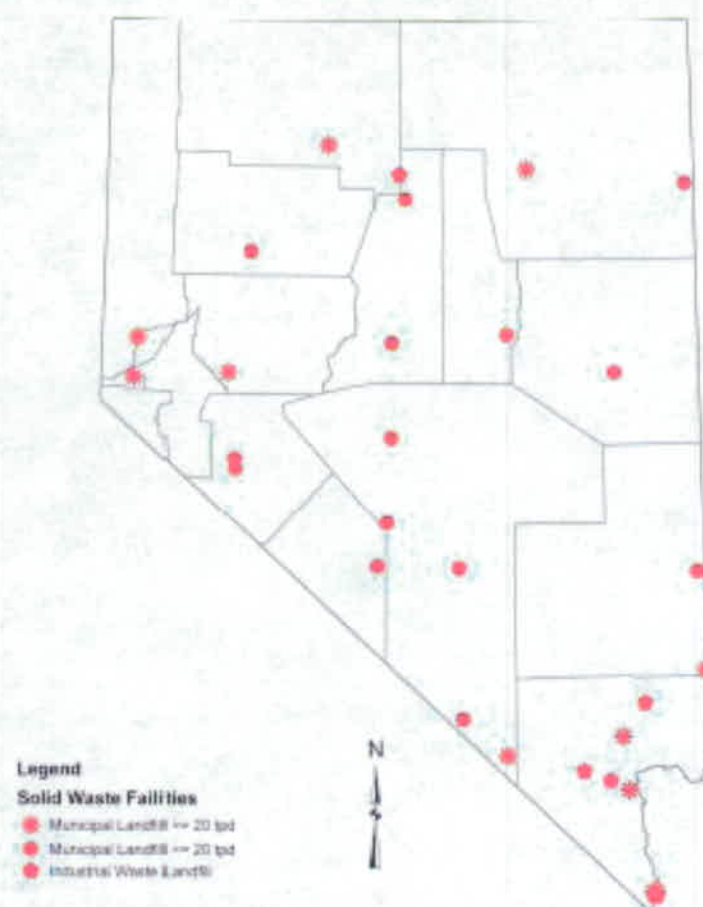 N
Legend
Solid Waste Failities
Municipal Landfill >= 20 tpd
Municipal Landfill <= 20 tpd
Industrial Waste Landfill